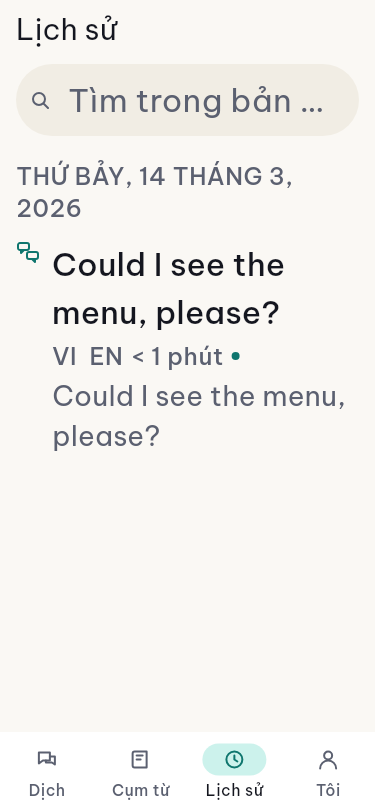 Lịch sử
Tìm trong bản ...
THỨ BẢY, 14 THÁNG 3,
2026
Could I see the
menu, please?
VI EN < 1 phút •
Could I see the menu,
please?
Dịch
Cụm từ
Lịch sử
Tôi